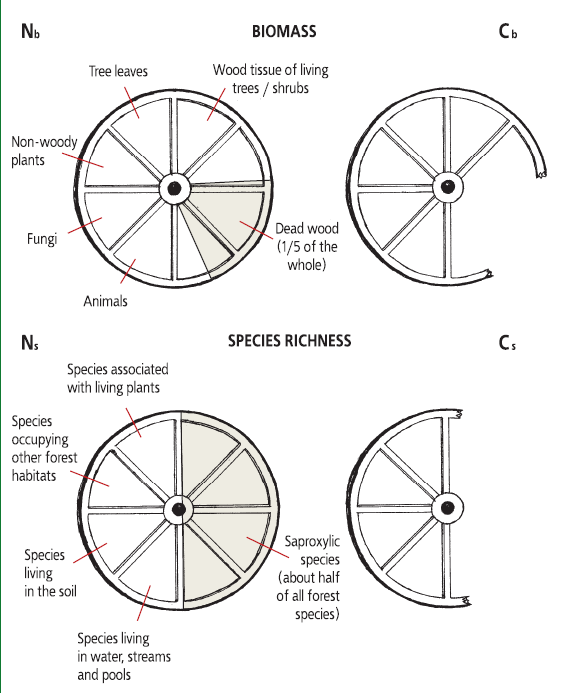 Nb
BIOMASS
Cb
Tree leaves
Wood tissue of living
trees / shrubs
Non-woody
plants
Fungi
Dead wood
(1/5 of the
whole)
Animals
Ns
SPECIES RICHNESS
Cs
Species associated
with living plants
Species
occupying
other forest
habitats
Species
living
in the soil
Saproxylic
species
(about half
of all forest
species)
Species living
in water, streams
and pools